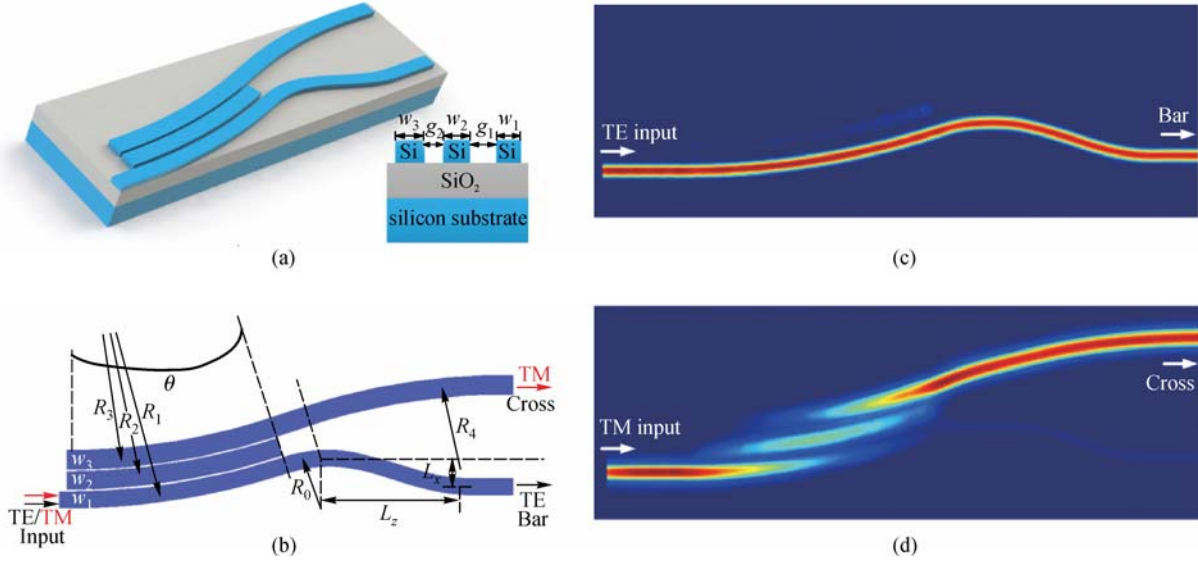 w3 w2 w1
g2 g1
Si Si Si
SiO2
silicon substrate
(a)
TE input
Bar
(c)
θ
R3 R2 R1
R4
R0
w3
w2
w1
TM
Cross
Lx
Lz
TE/TM
Input
TE
Bar
(b)
TM input
Cross
(d)